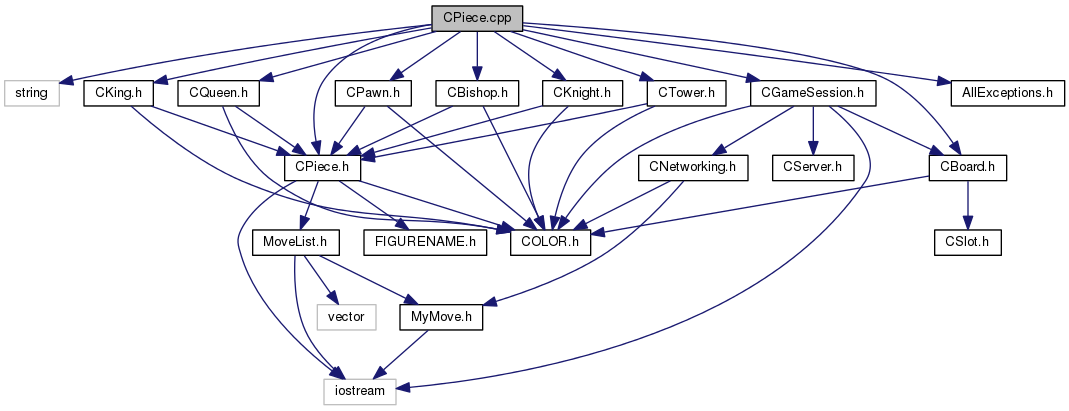 CPiece.cpp
string
CKing.h
CQueen.h
CPawn.h
CBishop.h
CKnight.h
CTower.h
CGameSession.h
AllExceptions.h
CPiece.h
CNetworking.h
CServer.h
CBoard.h
MoveList.h
FIGURENAME.h
COLOR.h
CSlot.h
vector
MyMove.h
iostream